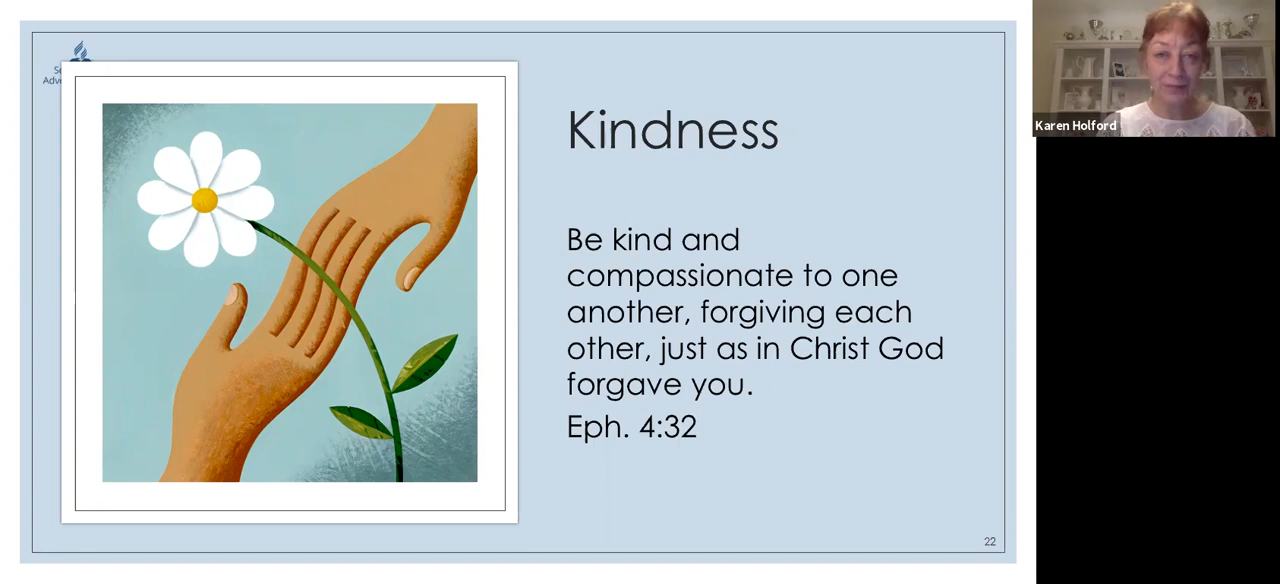 Kindness
Be kind and
compassionate to one
another, forgiving each
other, just as in Christ God
forgave you.
Eph. 4:32
22
Karen Holford